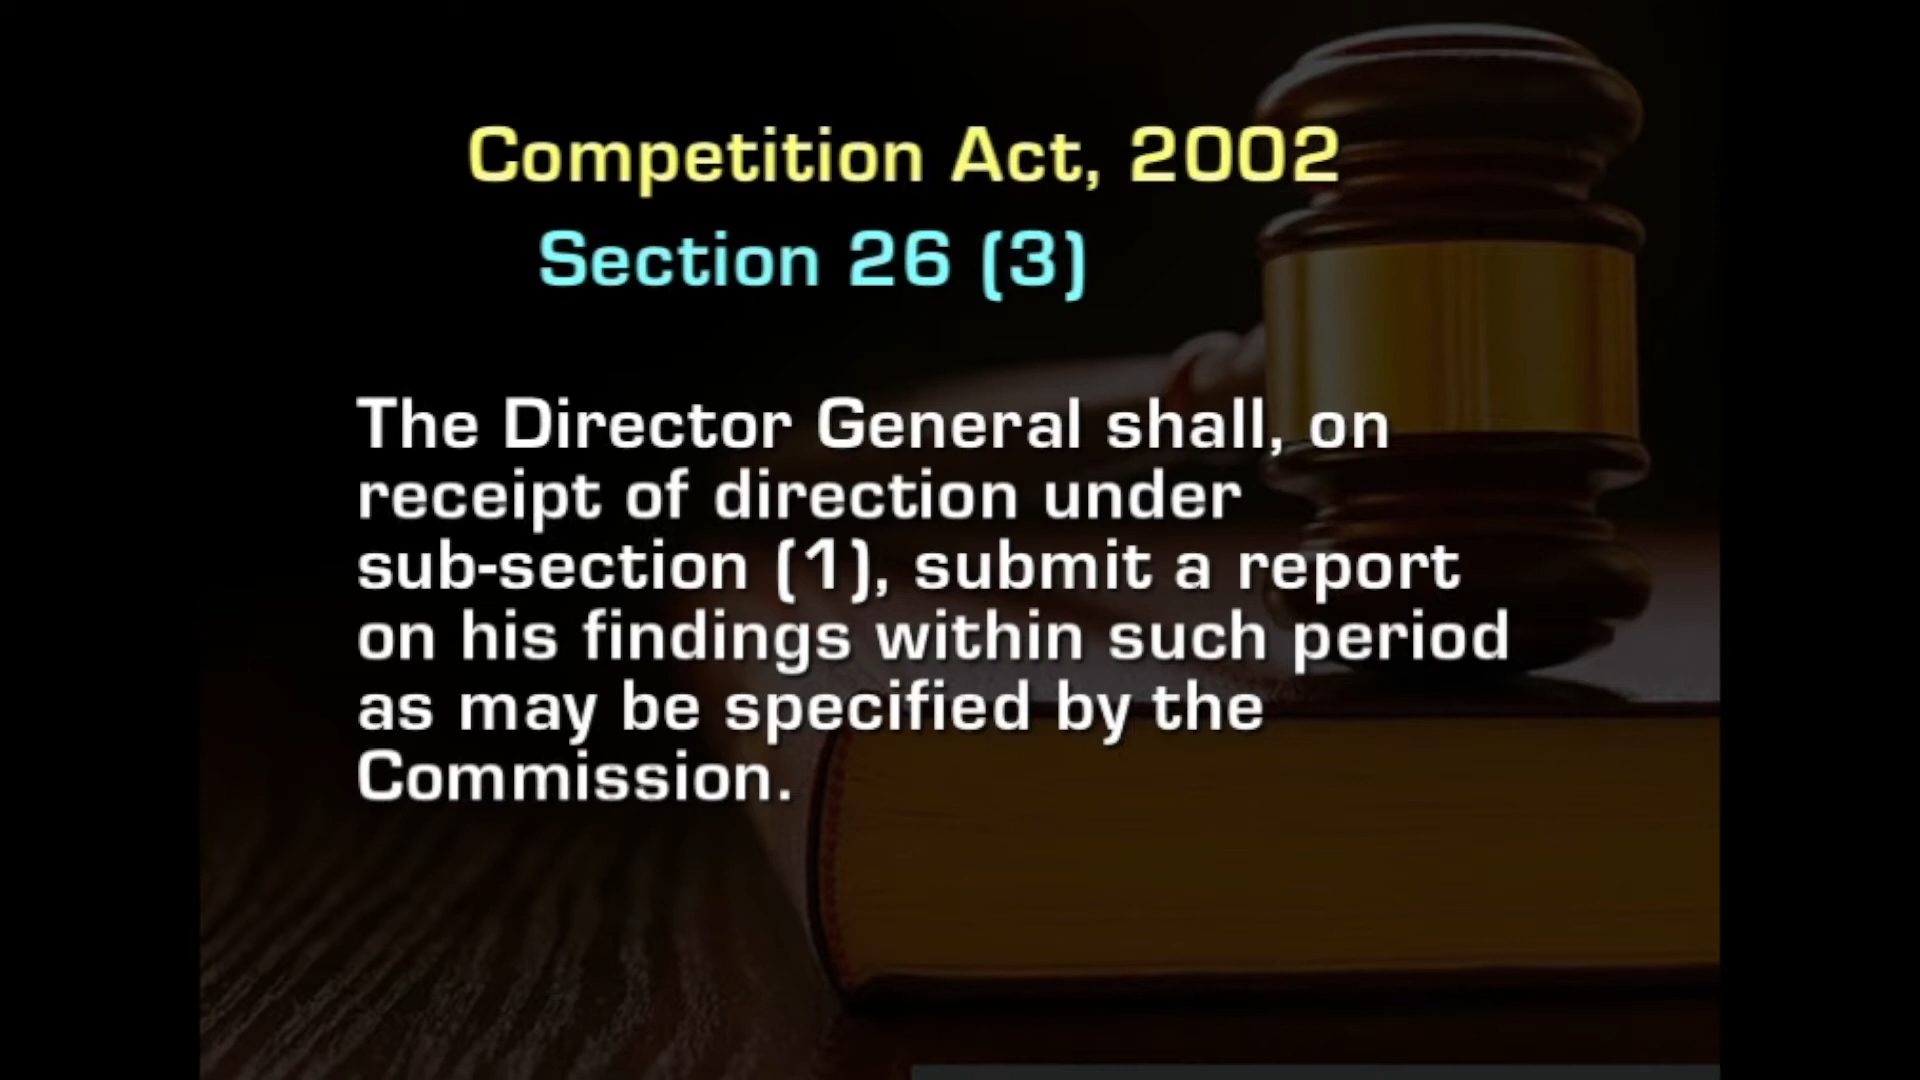 Competition Act, 2002
Section 26 (3)
The Director General shall, on
receipt of direction under
sub-section (1), submit a report
on his findings within such period
as may be specified by the
Commission.